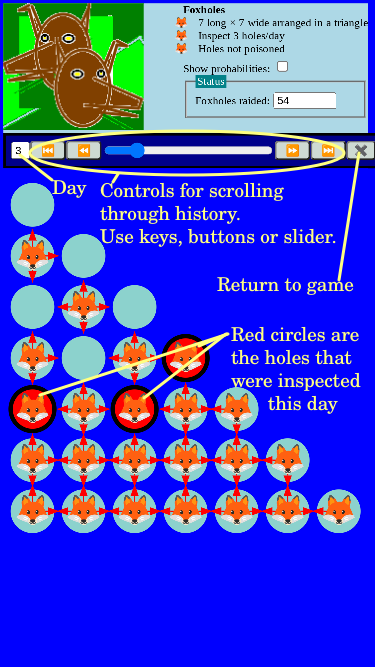 Foxholes
7 long × 7 wide arranged in a triangle
Inspect 3 holes/day
Holes not poisoned
Show probabilities:
Status
Foxholes raided: 54
3
Day
Controls for scrolling
through history.
Use keys, buttons or slider.
Return to game
Red circles are
the holes that
were inspected
this day